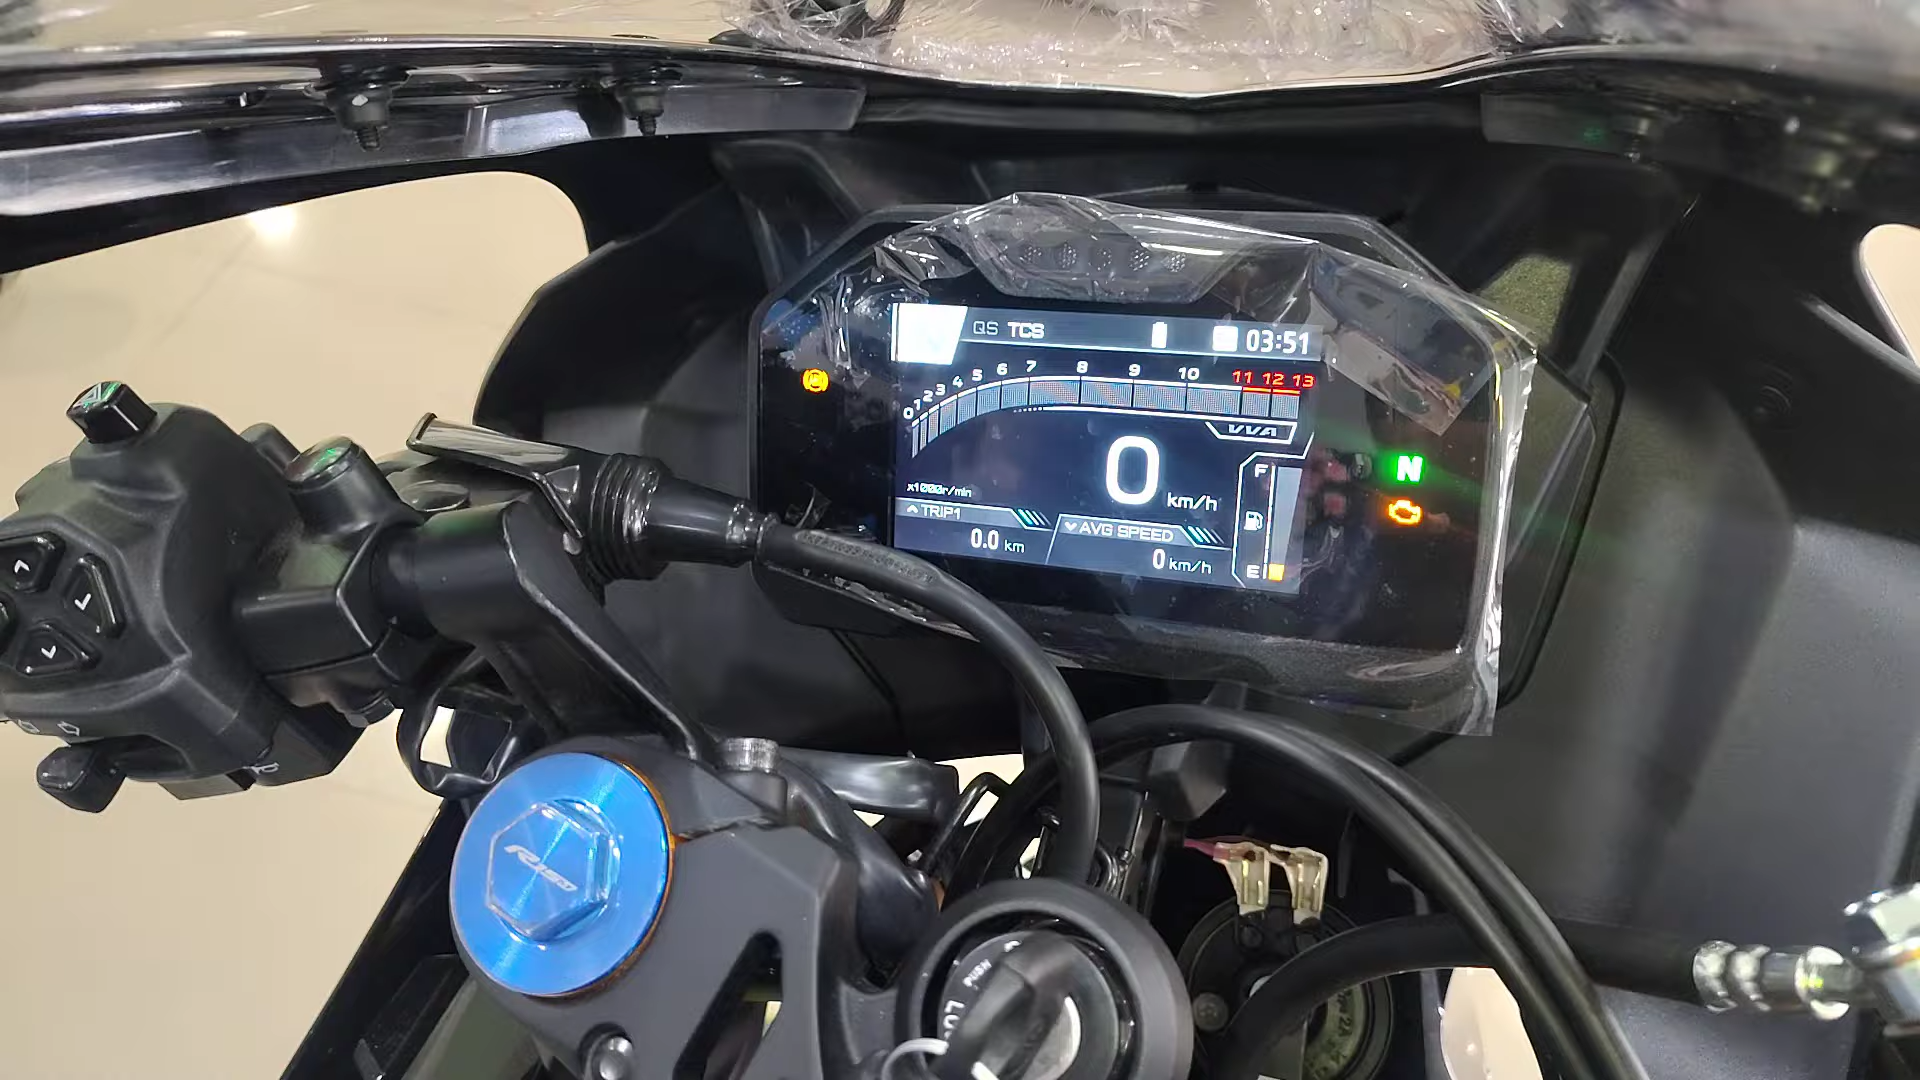 QS TCS 03:51
0 1 2 3 4 5 6 7 8 9 10 11 12 13
VVA
0 km/h
x1000r/min
F
N
TRIP1
0.0 km
AVG SPEED
0 km/h
E
R15M
PUSH